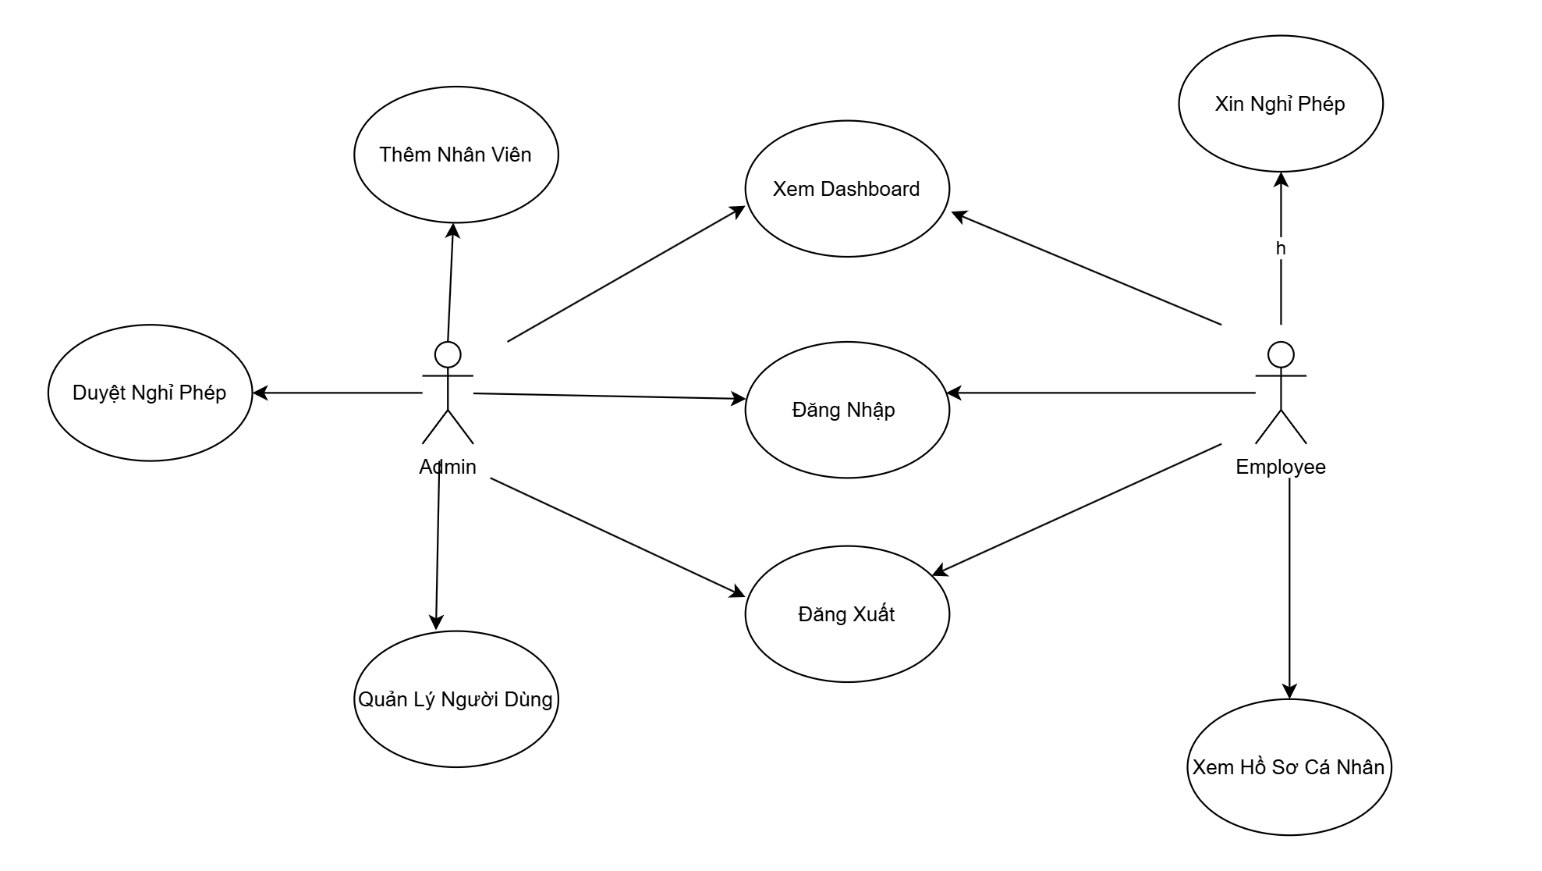 Xin Nghỉ Phép
Thêm Nhân Viên
Xem Dashboard
h
Duyệt Nghỉ Phép
Đăng Nhập
Admin
Employee
Đăng Xuất
Quản Lý Người Dùng
Xem Hồ Sơ Cá Nhân